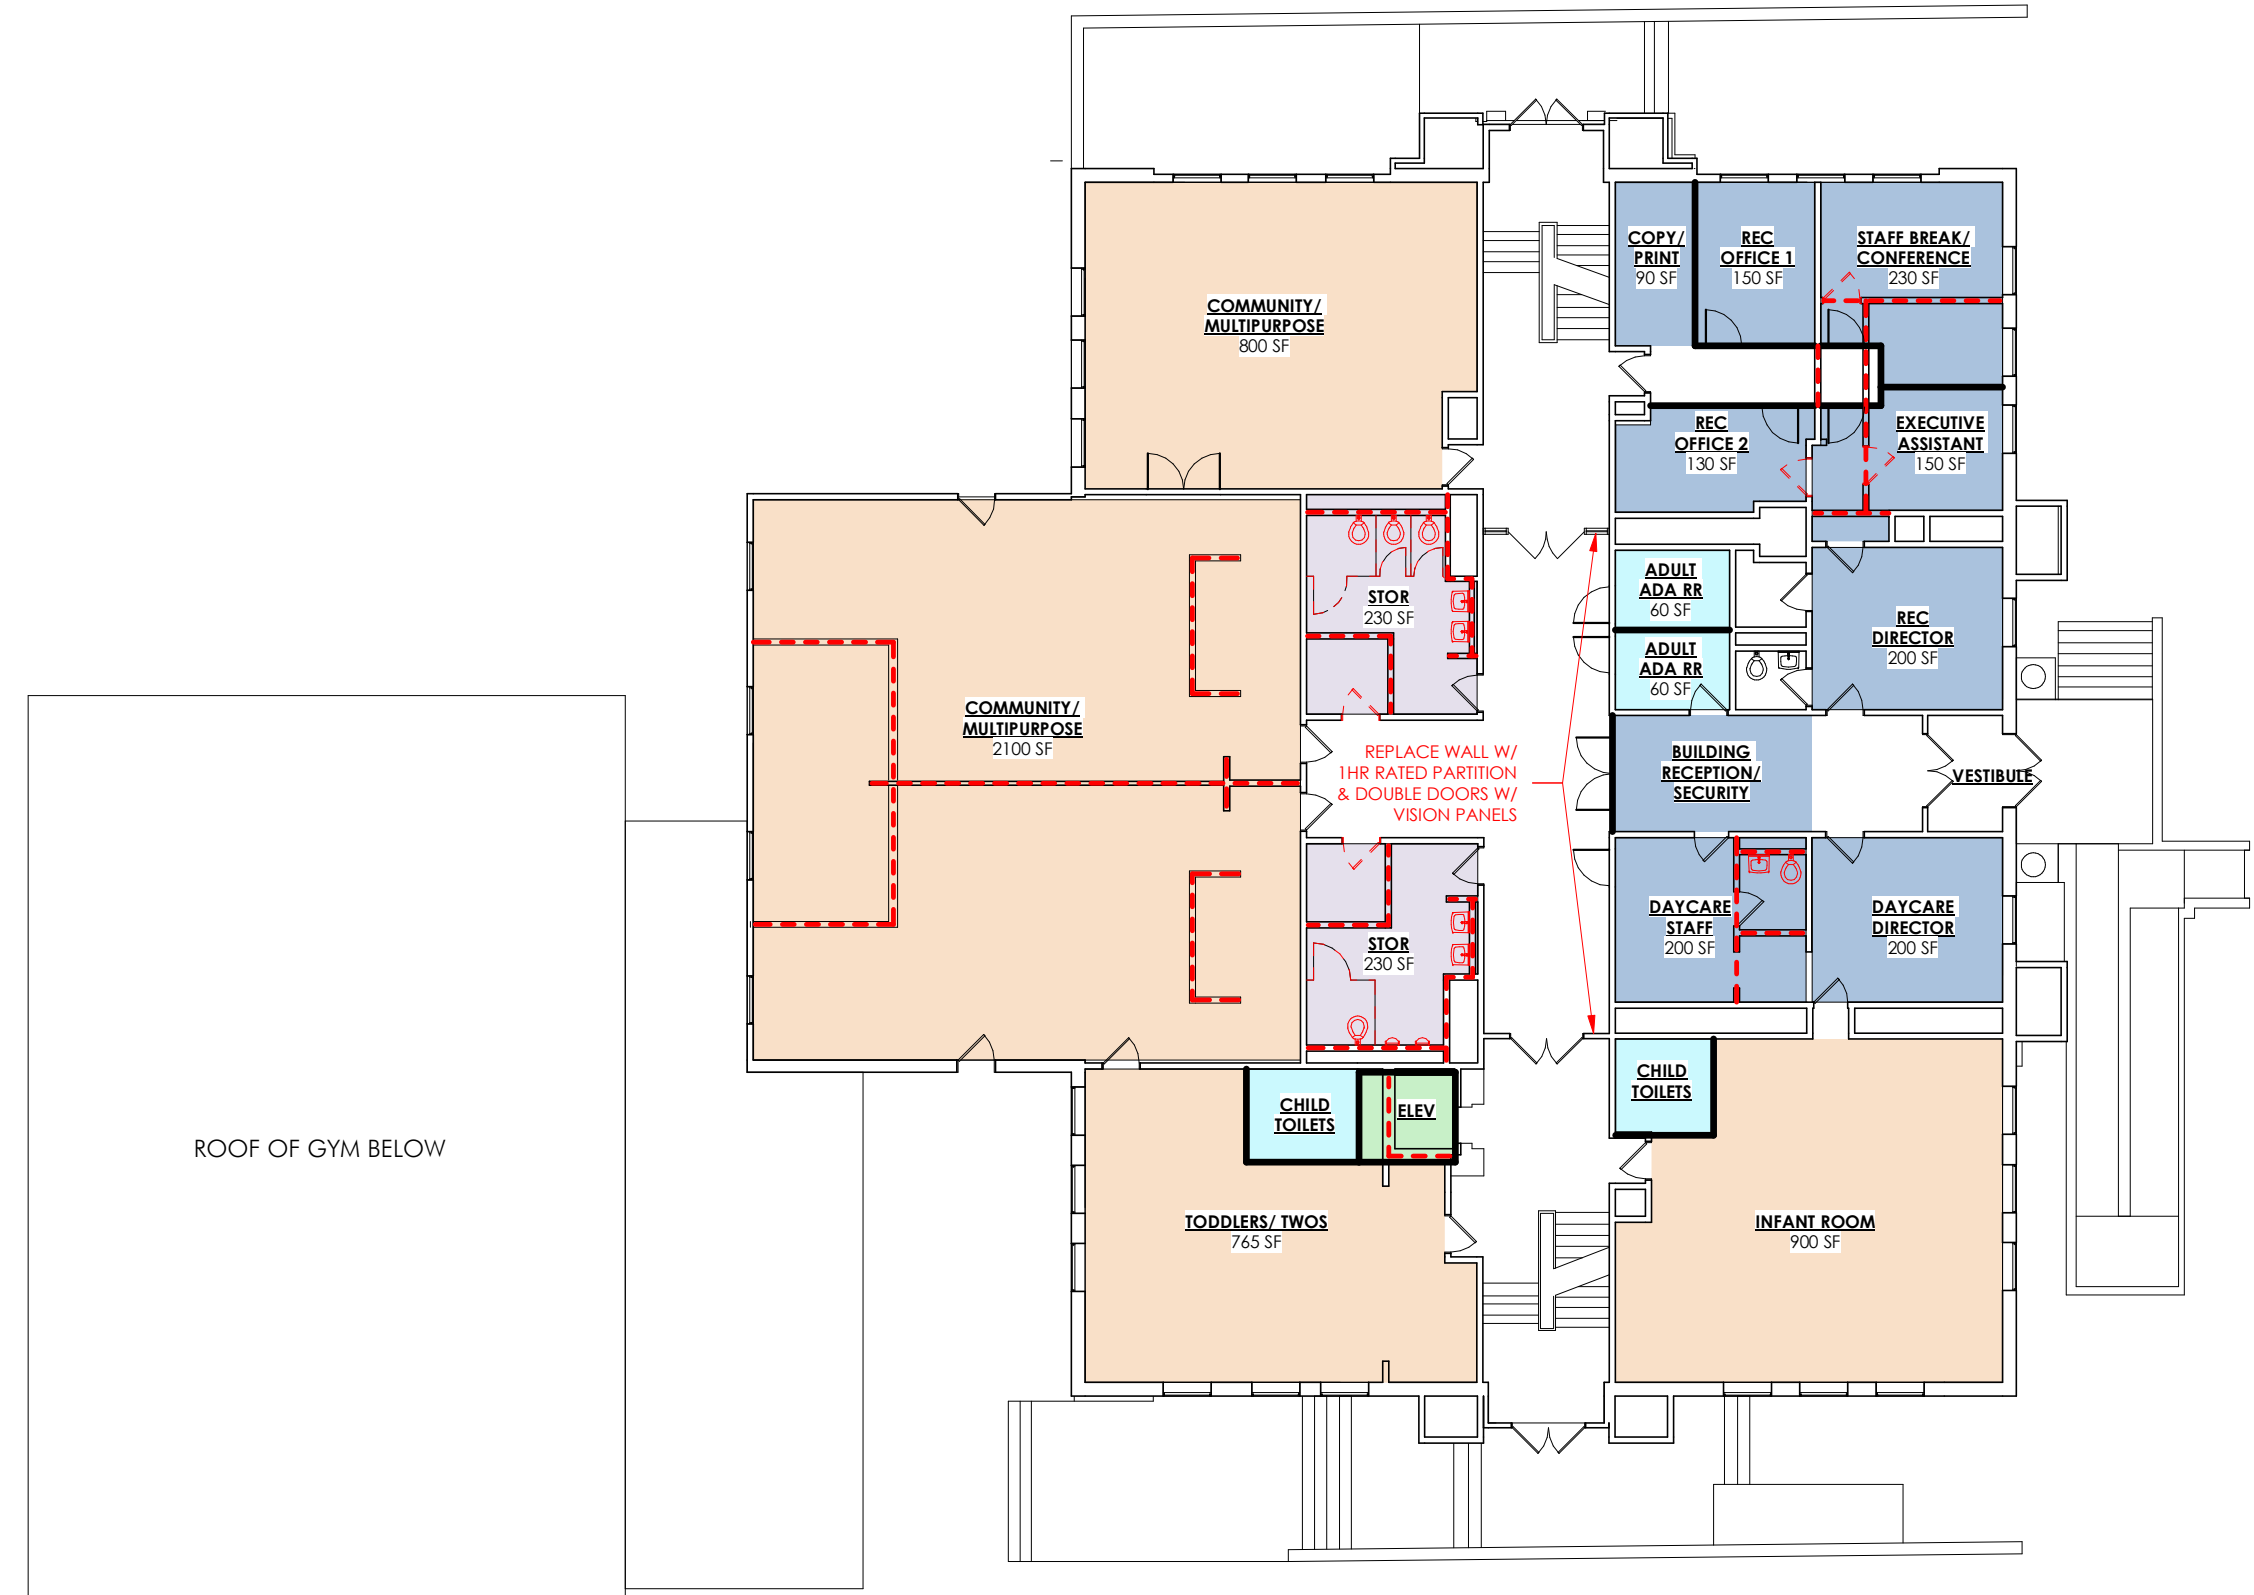 COPY/
PRINT
90 SF
REC
OFFICE 1
150 SF
STAFF BREAK/
CONFERENCE
230 SF
COMMUNITY/
MULTIPURPOSE
800 SF
REC
OFFICE 2
130 SF
EXECUTIVE
ASSISTANT
150 SF
STOR
230 SF
ADULT
ADA RR
60 SF
ADULT
ADA RR
60 SF
REC
DIRECTOR
200 SF
COMMUNITY/
MULTIPURPOSE
2100 SF
REPLACE WALL W/
1HR RATED PARTITION
& DOUBLE DOORS W/
VISION PANELS
BUILDING
RECEPTION/
SECURITY
VESTIBULE
STOR
230 SF
DAYCARE
STAFF
200 SF
DAYCARE
DIRECTOR
200 SF
CHILD
TOILETS
ELEV
CHILD
TOILETS
ROOF OF GYM BELOW
TODDLERS/ TWOS
765 SF
INFANT ROOM
900 SF